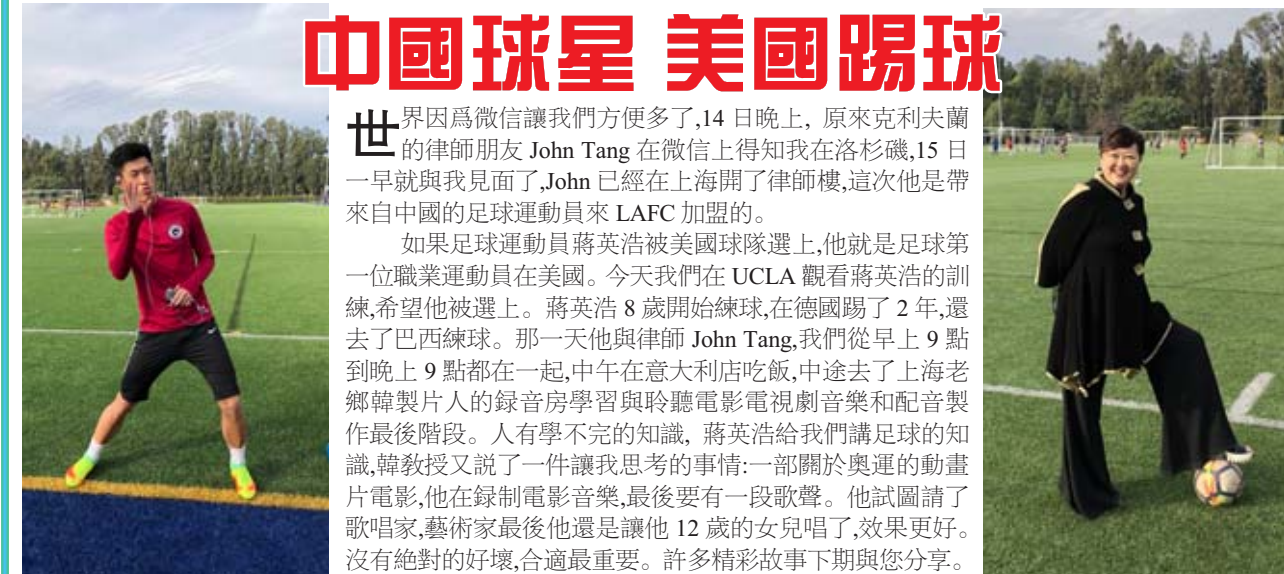 中國球星 美國踢球
世界因爲微信讓我們方便多了,14 日晚上, 原來克利夫蘭
的律師朋友 John Tang 在微信上得知我在洛杉磯,15 日
一早就與我見面了,John 已經在上海開了律師樓,這次他是帶
來自中國的足球運動員來 LAFC 加盟的。
如果足球運動員蔣英浩被美國球隊選上,他就是足球第
一位職業運動員在美國。今天我們在 UCLA 觀看蔣英浩的訓
練,希望他被選上。蔣英浩 8 歲開始練球,在德國踢了 2 年,還
去了巴西練球。那一天他與律師 John Tang,我們從早上 9 點
到晚上 9 點都在一起,中午在意大利店吃飯,中途去了上海老
鄉韓製片人的録音房學習與聆聽電影電視劇音樂和配音製
作最後階段。人有學不完的知識, 蔣英浩給我們講足球的知
識,韓教授又説了一件讓我思考的事情:一部關於奧運的動畫
片電影,他在録制電影音樂,最後要有一段歌聲。他試圖請了
歌唱家,藝術家最後他還是讓他 12 歲的女兒唱了,效果更好。
沒有絶對的好壞,合適最重要。許多精彩故事下期與您分享。